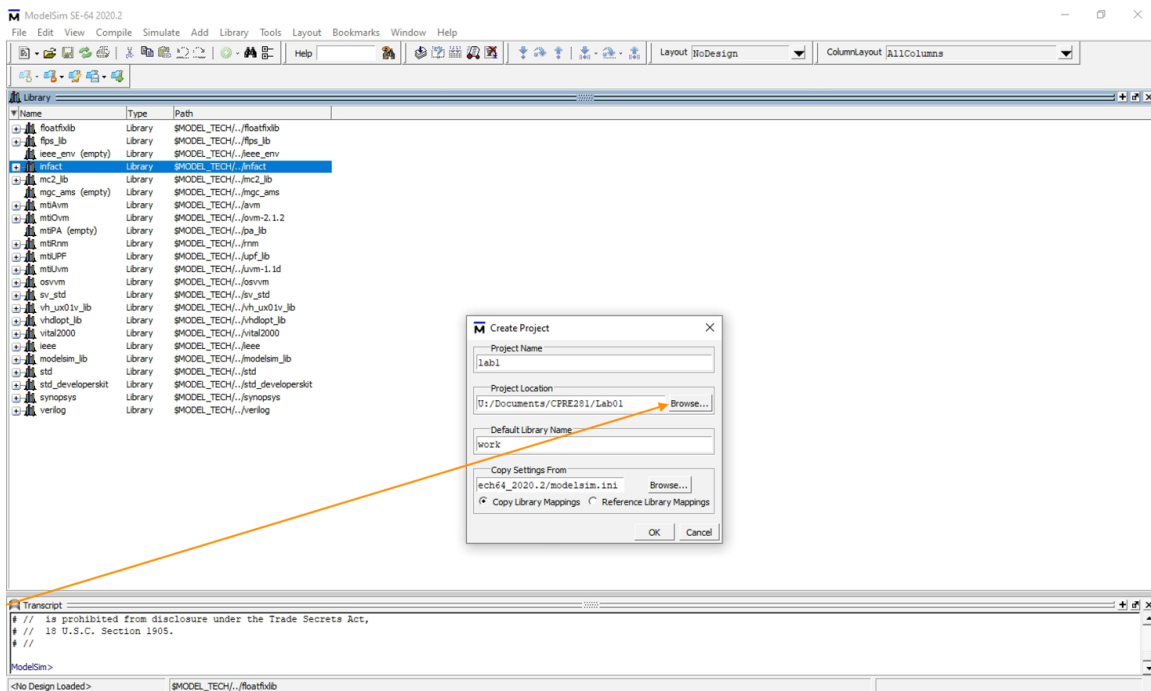 ModelSim SE-64 2020.2
File Edit View Compile Simulate Add Library Tools Layout Bookmarks Window Help
Help Layout NoDesign ColumnLayout AllColumns
Library
Name Type Path
floatfixlib Library $MODEL_TECH/../floatfixlib
flps_lib Library $MODEL_TECH/../flps_lib
ieee_env (empty) Library $MODEL_TECH/../ieee_env
infact Library $MODEL_TECH/../infact
mc2_lib Library $MODEL_TECH/../mc2_lib
mgc_ams (empty) Library $MODEL_TECH/../mgc_ams
mtiAvm Library $MODEL_TECH/../avm
mtiOvm Library $MODEL_TECH/../ovm-2.1.2
mtiPA (empty) Library $MODEL_TECH/../pa_lib
mtiRnm Library $MODEL_TECH/../rnm
mtiUPF Library $MODEL_TECH/../upf_lib
mtiUvm Library $MODEL_TECH/../uvm-1.1d
osvvm Library $MODEL_TECH/../osvvm
sv_std Library $MODEL_TECH/../sv_std
vh_ux01v_lib Library $MODEL_TECH/../vh_ux01v_lib
vhdlopt_lib Library $MODEL_TECH/../vhdlopt_lib
vital2000 Library $MODEL_TECH/../vital2000
ieee Library $MODEL_TECH/../ieee
modelsim_lib Library $MODEL_TECH/../modelsim_lib
std Library $MODEL_TECH/../std
std_developerskit Library $MODEL_TECH/../std_developerskit
synopsys Library $MODEL_TECH/../synopsys
verilog Library $MODEL_TECH/../verilog
Create Project
Project Name
lab1
Project Location
U:/Documents/CPRE281/Lab01 Browse...
Default Library Name
work
Copy Settings From
ech64_2020.2/modelsim.ini Browse...
Copy Library Mappings Reference Library Mappings
OK Cancel
Transcript
# // is prohibited from disclosure under the Trade Secrets Act,
# // 18 U.S.C. Section 1905.
# //
ModelSim>
<No Design Loaded> $MODEL_TECH/../floatfixlib